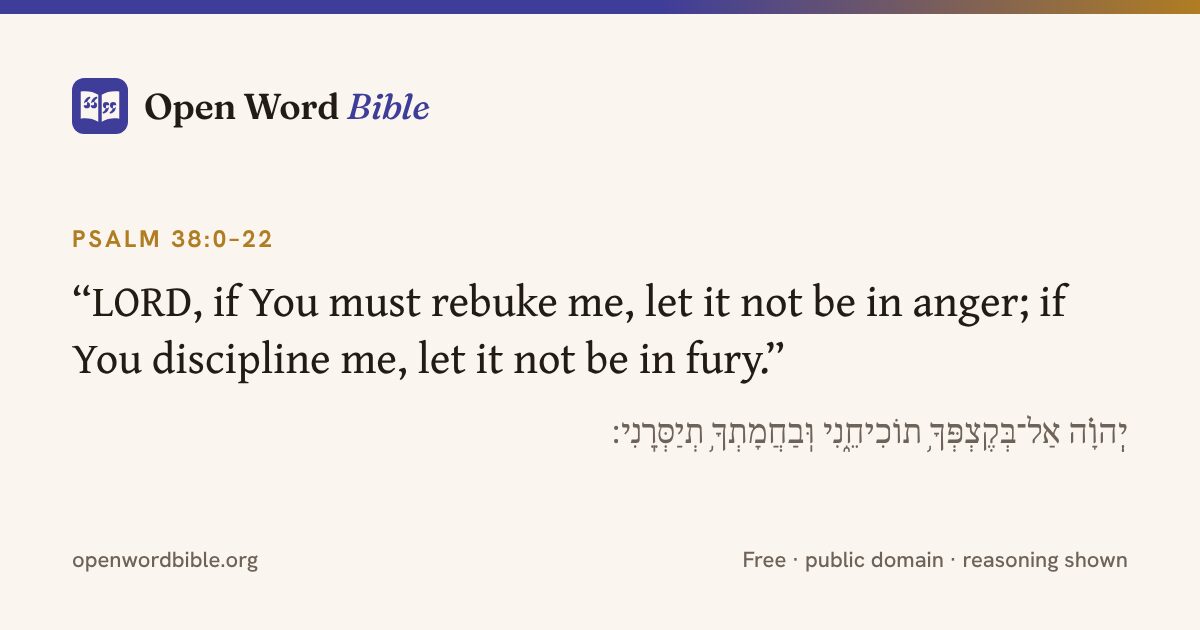 Open Word Bible
PSALM 38:0–22
“LORD, if You must rebuke me, let it not be in anger; if
You discipline me, let it not be in fury.”
יְֽהוָ֗ה אַל־בְּקֶצְפְּךָ֥ תוֹכִיחֵ֑נִי וּֽבַחֲמָתְךָ֥ תְיַסְּרֵֽנִי׃
openwordbible.org
Free · public domain · reasoning shown